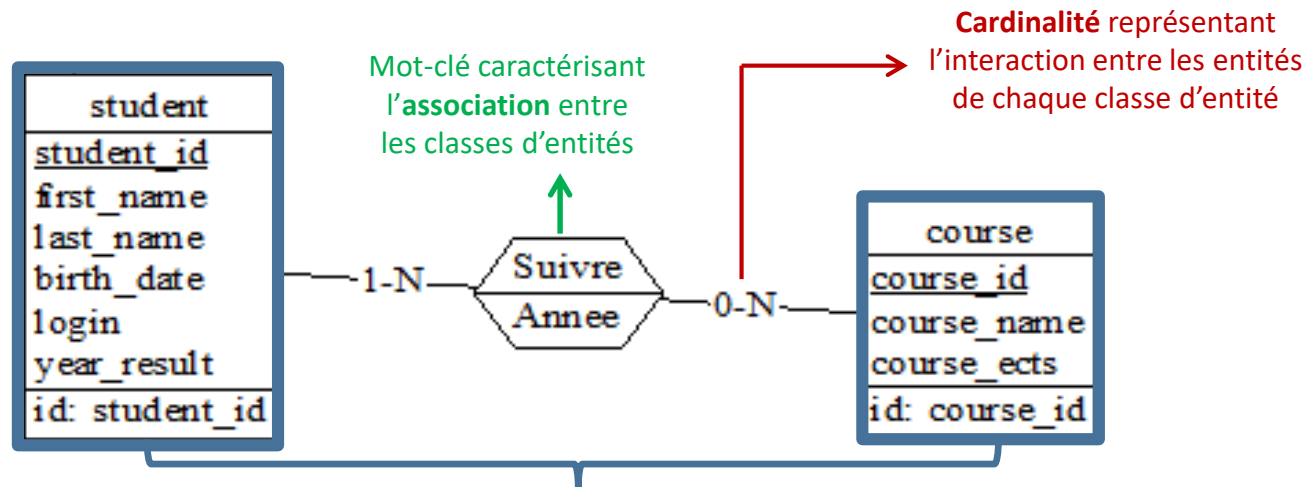 Cardinalité représentant
l'interaction entre les entités
de chaque classe d'entité
Mot-clé caractérisant
l'association entre
les classes d'entités
student
student_id
first_name
last_name
birth_date
login
year_result
id: student_id
1-N
Suivre
Annee
0-N
course
course_id
course_name
course_ects
id: course_id